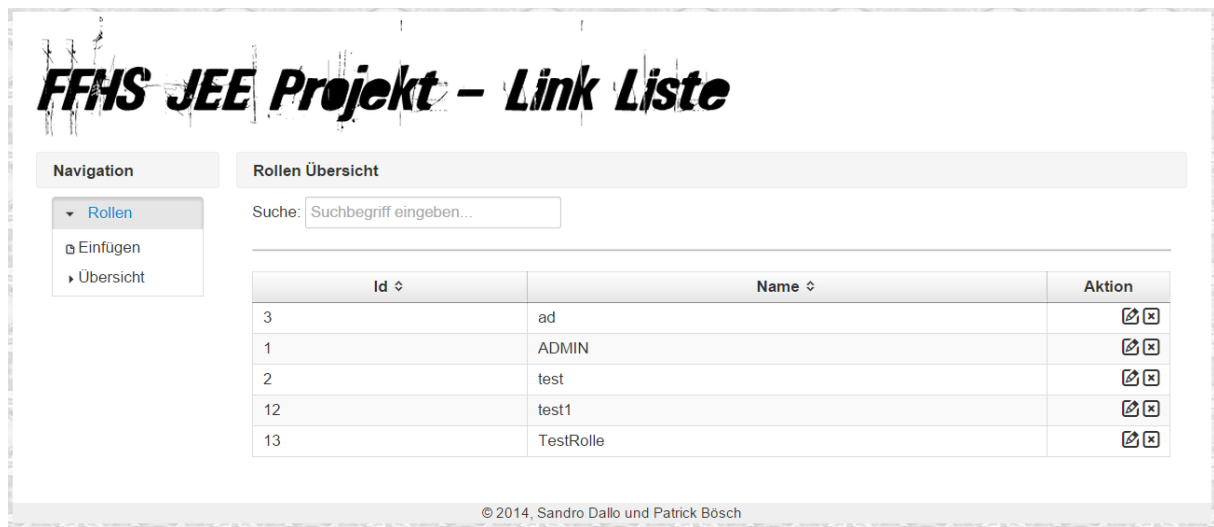 FFHS JEE Projekt - Link Liste
Navigation
Rollen
Einfügen
Übersicht
Rollen Übersicht
Suche: Suchbegriff eingeben...
Id Name Aktion
3 ad
1 ADMIN
2 test
12 test1
13 TestRolle
© 2014, Sandro Dallo und Patrick Bösch